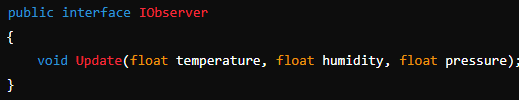 public interface IObserver
{
    void Update(float temperature, float humidity, float pressure);
}